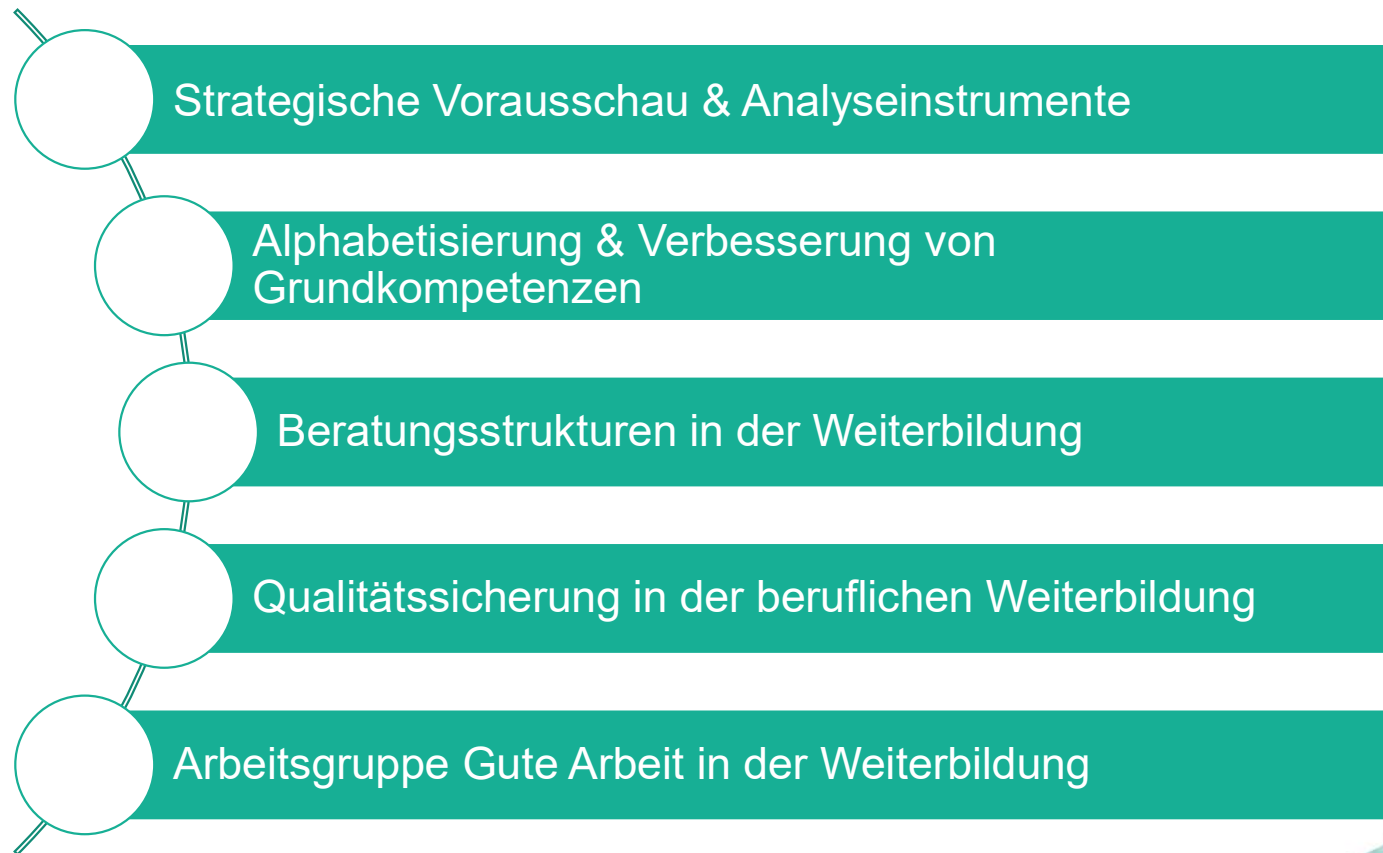 Strategische Vorausschau & Analyseinstrumente
Alphabetisierung & Verbesserung von
Grundkompetenzen
Beratungsstrukturen in der Weiterbildung
Qualitätssicherung in der beruflichen Weiterbildung
Arbeitsgruppe Gute Arbeit in der Weiterbildung